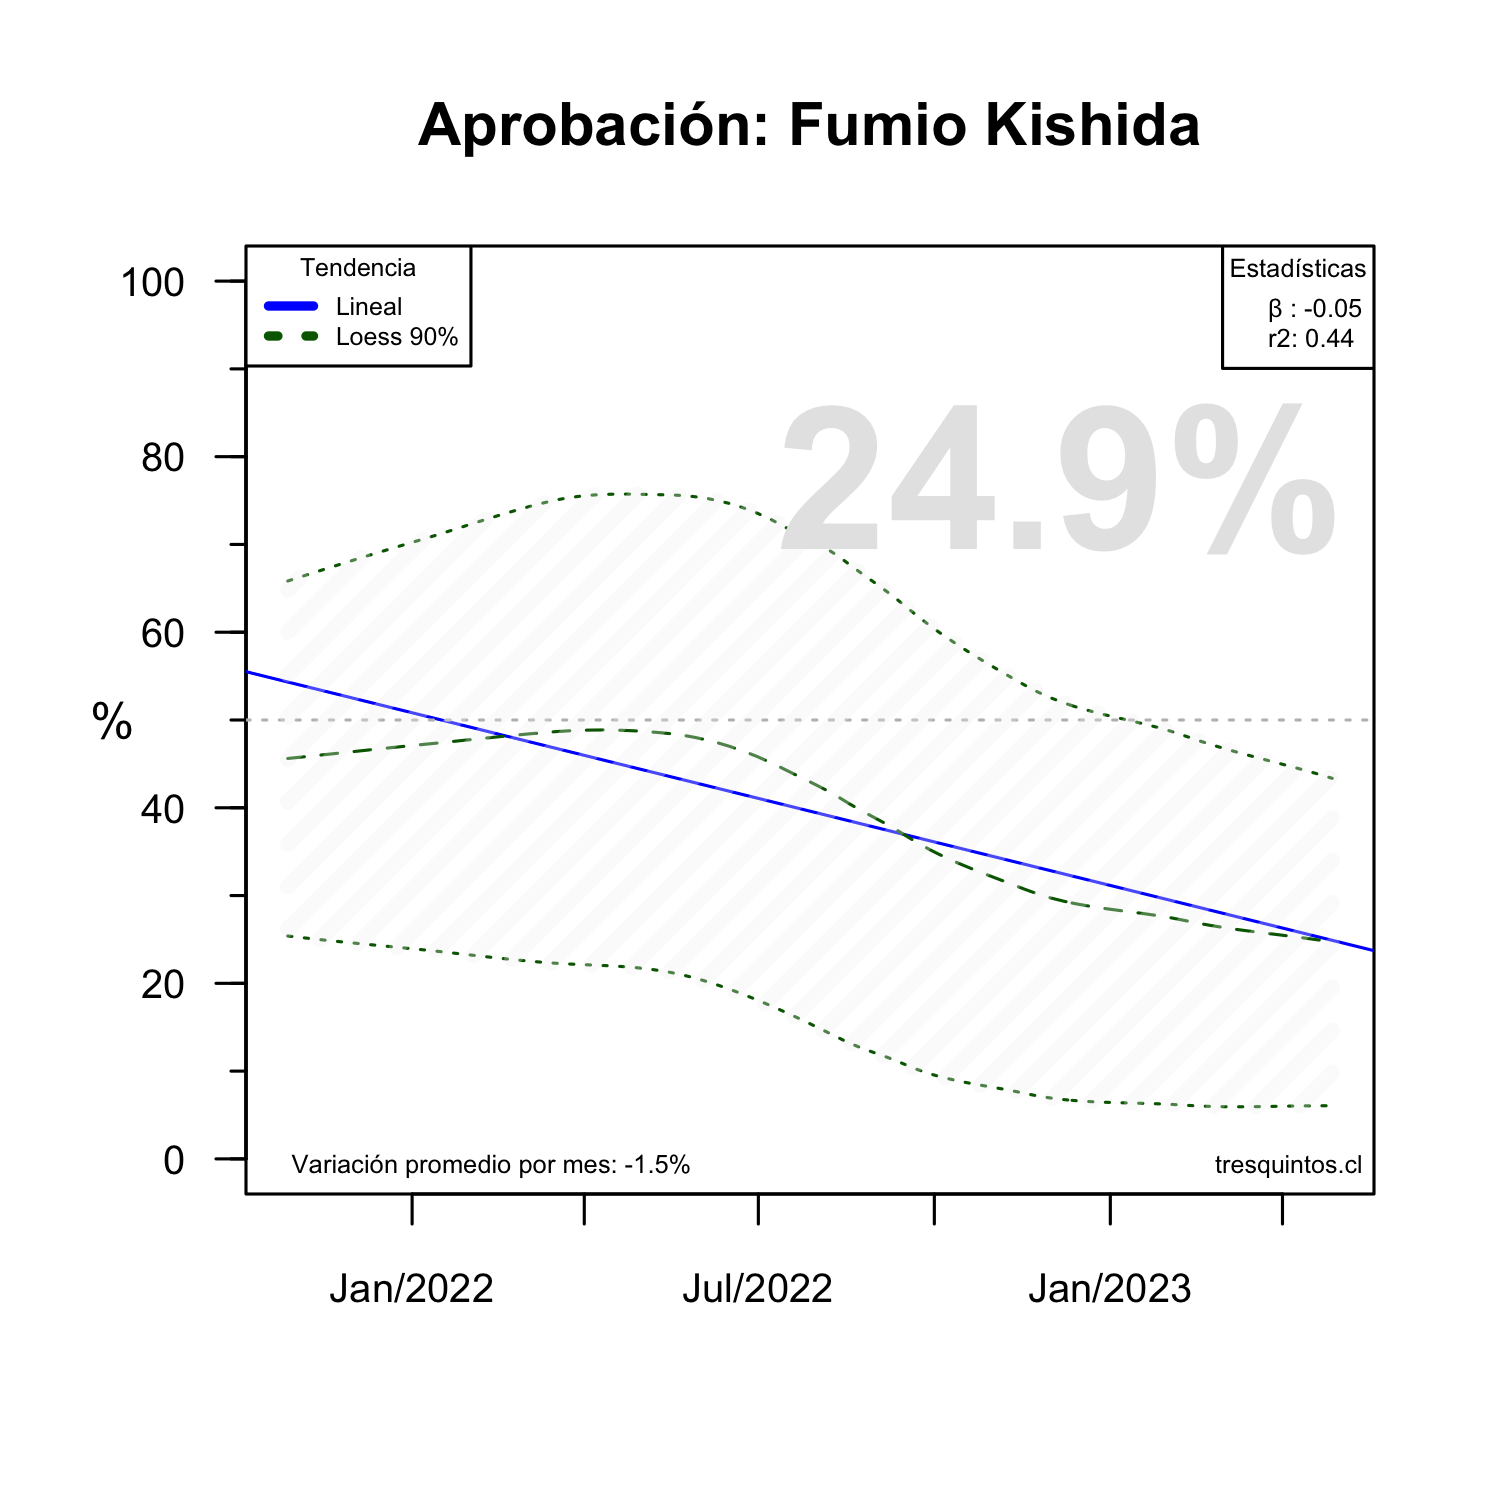 Aprobación: Fumio Kishida
Tendencia
Lineal
Loess 90%
Estadísticas
β : -0.05
r2: 0.44
24.9%
100
80
60
40
20
0
%
Variación promedio por mes: -1.5%
tresquintos.cl
Jan/2022
Jul/2022
Jan/2023